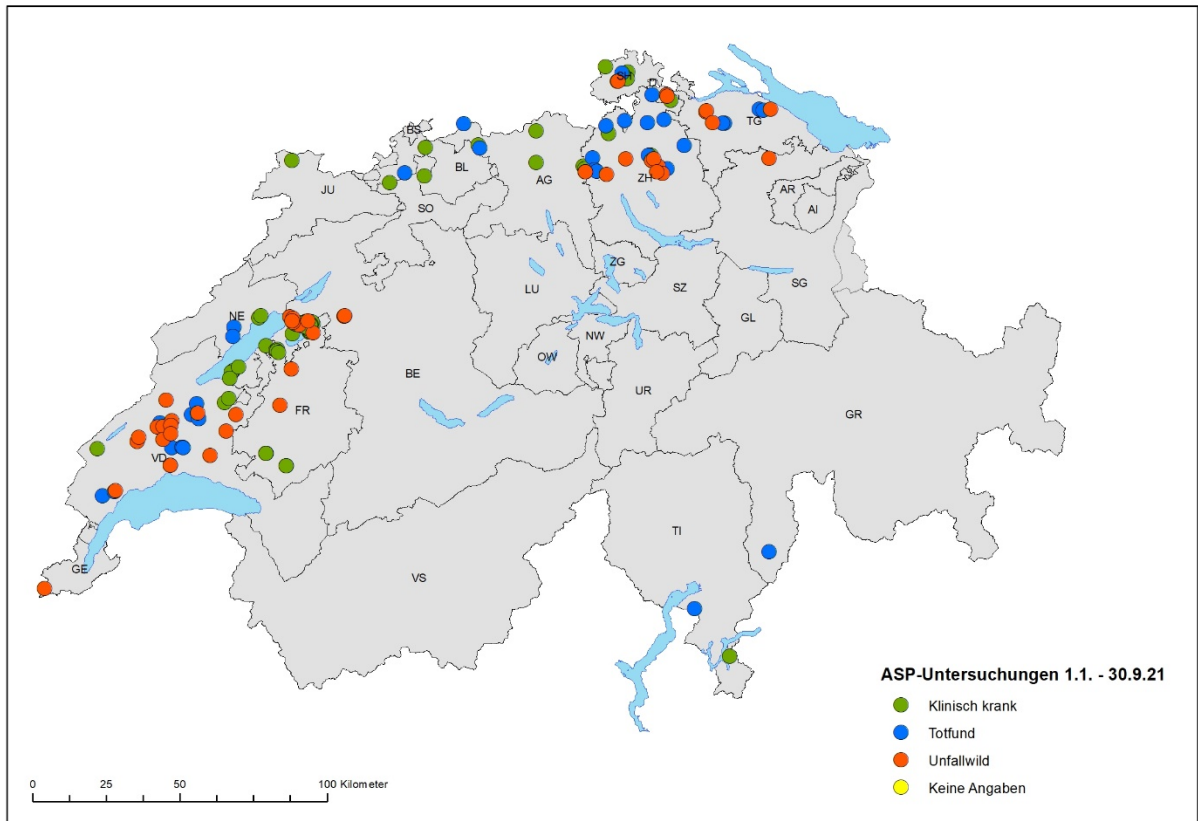 SH
TG
BS
BL
AG
ZH
JU
SO
AR
AI
ZG
LU
SZ
SG
GL
NE
NW
OW
BE
UR
FR
GR
VD
TI
VS
GE
ASP-Untersuchungen 1.1. - 30.9.21
Klinisch krank
Totfund
Unfallwild
Keine Angaben
0 25 50 100 Kilometer